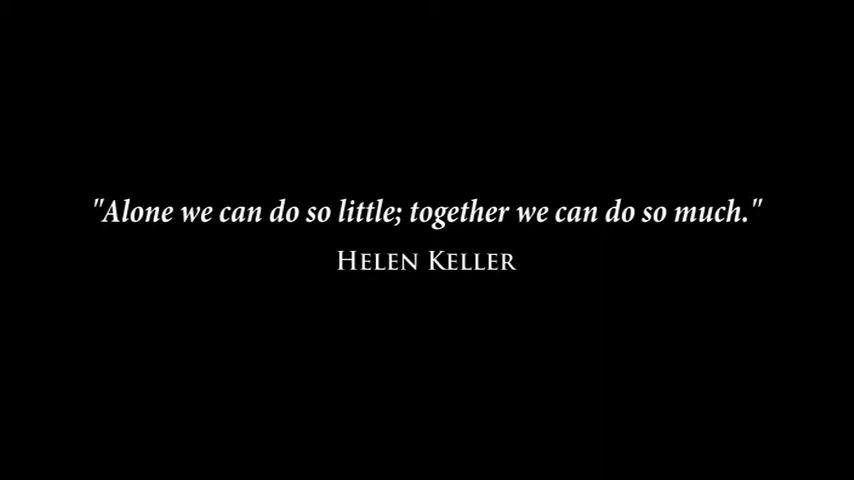 "Alone we can do so little; together we can do so much."
HELEN KELLER